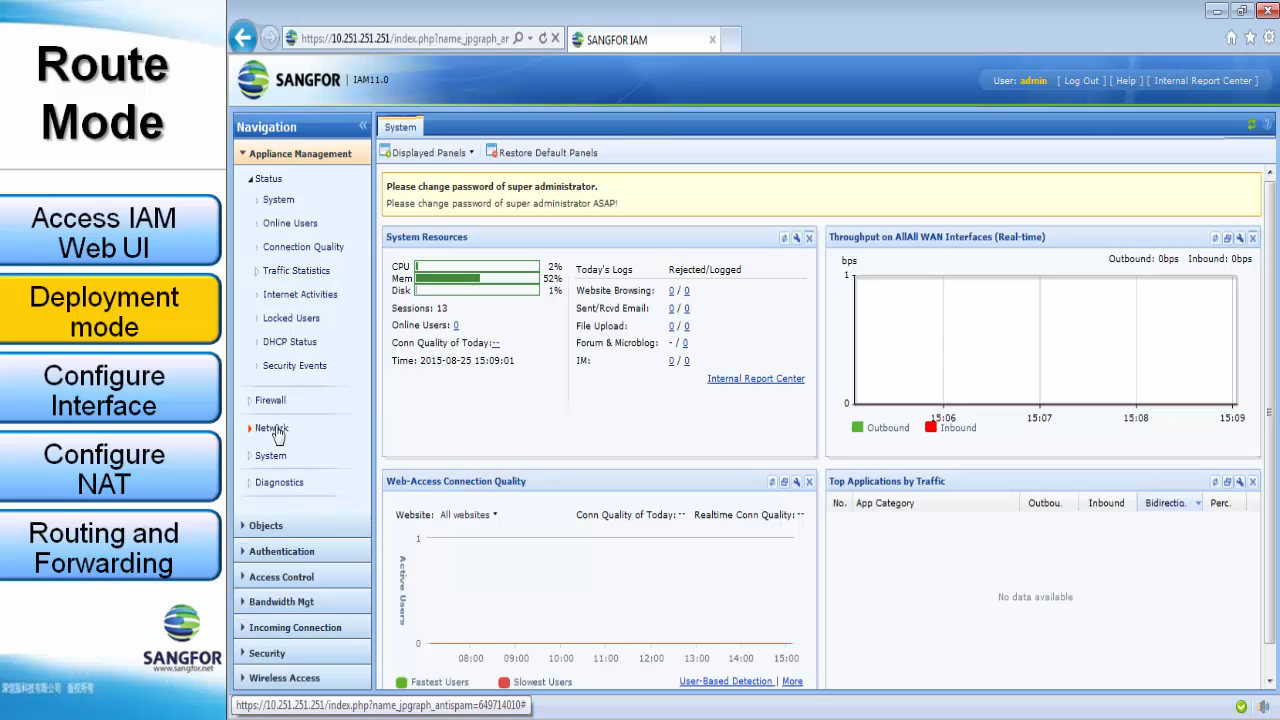 Route
Mode
Access IAM
Web UI
Deployment
mode
Configure
Interface
Configure
NAT
Routing and
Forwarding
SANGFOR
www.sangfor.net
https://10.251.251.251/index.php?name_jpgraph_ar
SANGFOR IAM
SANGFOR | IAM11.0
User: admin [ Log Out ] [ Help ] [ Internal Report Center ]
Navigation
Appliance Management
Status
System
Online Users
Connection Quality
Traffic Statistics
Internet Activities
Locked Users
DHCP Status
Security Events
Firewall
Network
System
Diagnostics
Objects
Authentication
Access Control
Bandwidth Mgt
Incoming Connection
Security
Wireless Access
System
Displayed Panels Restore Default Panels
Please change password of super administrator.
Please change password of super administrator ASAP!
System Resources
CPU 2%
Mem 52%
Disk 1%
Sessions: 13
Online Users: 0
Conn Quality of Today:--
Time: 2015-08-25 15:09:01
Today's Logs Rejected/Logged
Website Browsing: 0 / 0
Sent/Rcvd Email: 0 / 0
File Upload: 0 / 0
Forum & Microblog: - / 0
IM: 0 / 0
Internal Report Center
Throughput on AllAll WAN Interfaces (Real-time)
bps Outbound: 0bps Inbound: 0bps
1
0
15:06 15:07 15:08 15:09
Outbound Inbound
Web-Access Connection Quality
Website: All websites Conn Quality of Today: -- Realtime Conn Quality: --
1
Active Users
0
08:00 09:00 10:00 11:00 12:00 13:00 14:00 15:00
Fastest Users Slowest Users User-Based Detection More
Top Applications by Traffic
No. App Category Outbou. Inbound Bidirectio. Perc.
No data available
https://10.251.251.251/index.php?name_jpgraph_antispam=649714010#